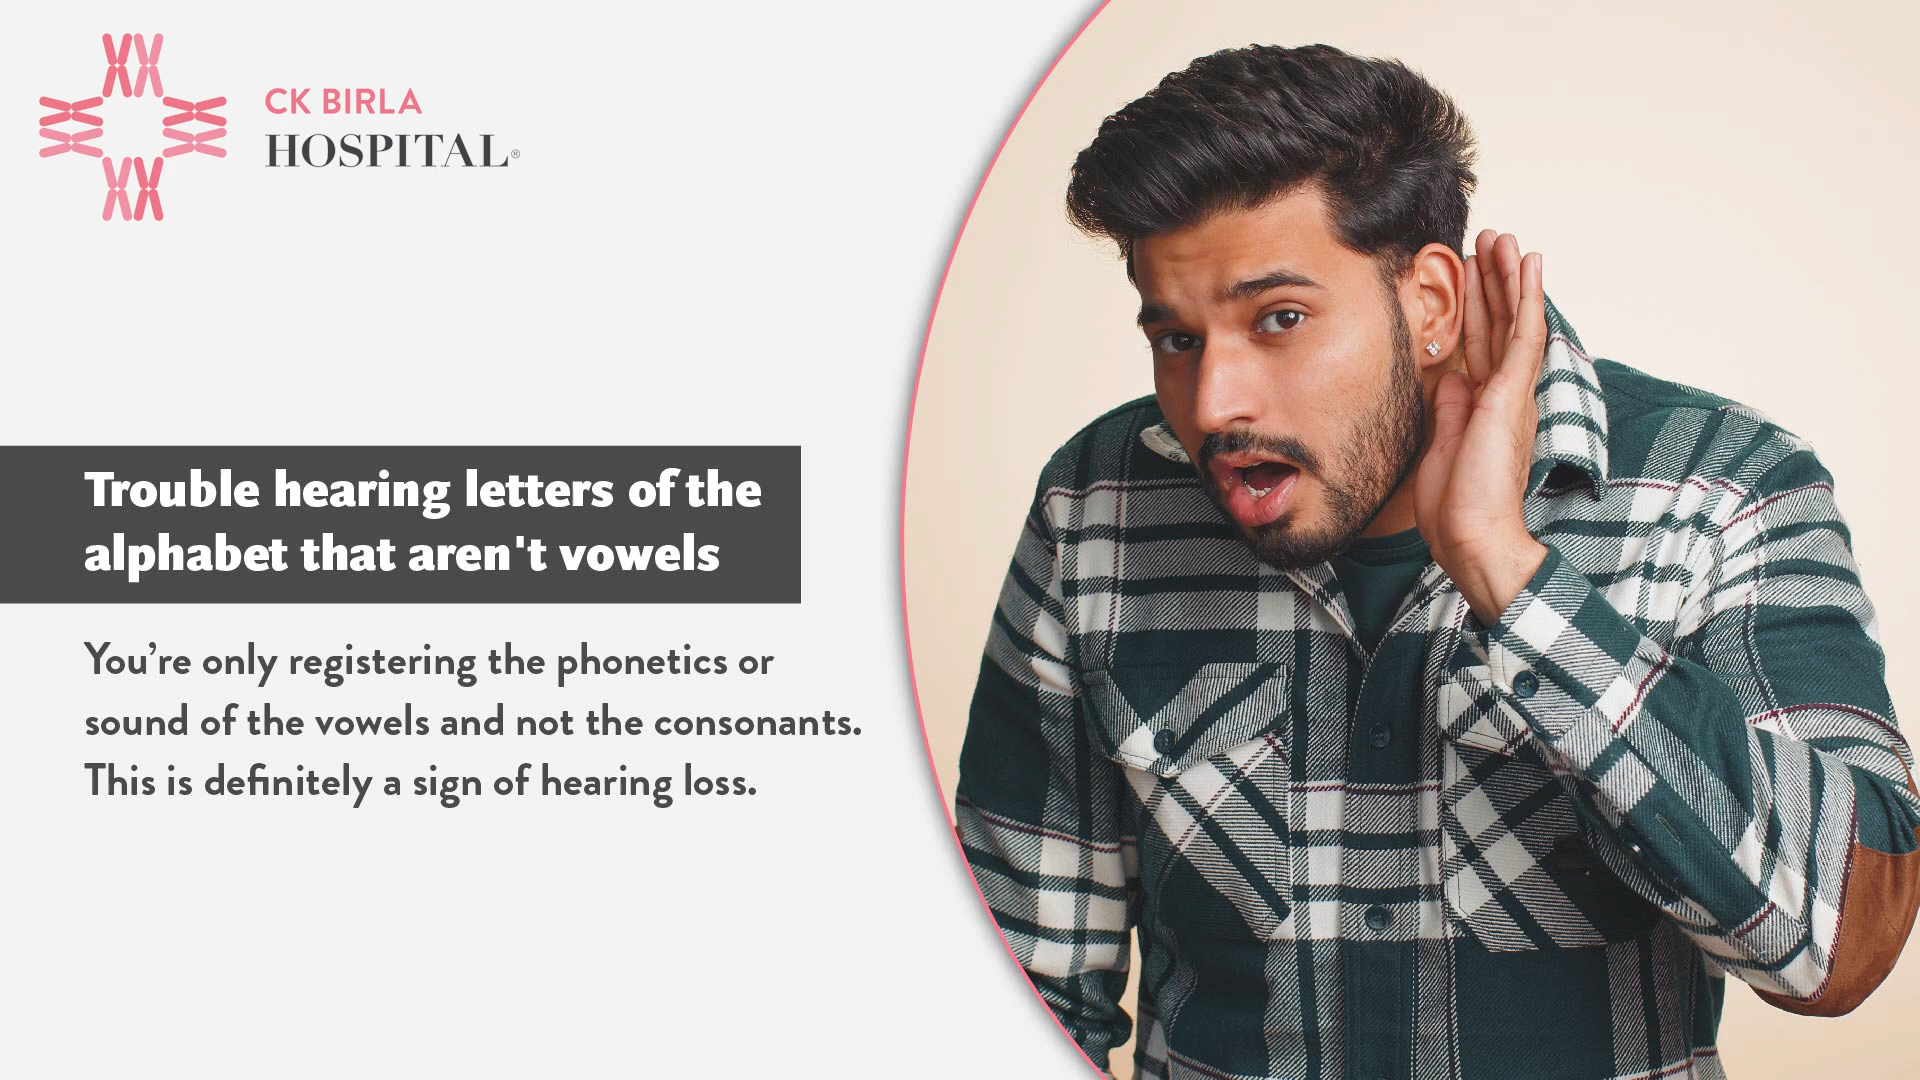 CK BIRLA
HOSPITAL®
Trouble hearing letters of the
alphabet that aren't vowels
You’re only registering the phonetics or
sound of the vowels and not the consonants.
This is definitely a sign of hearing loss.